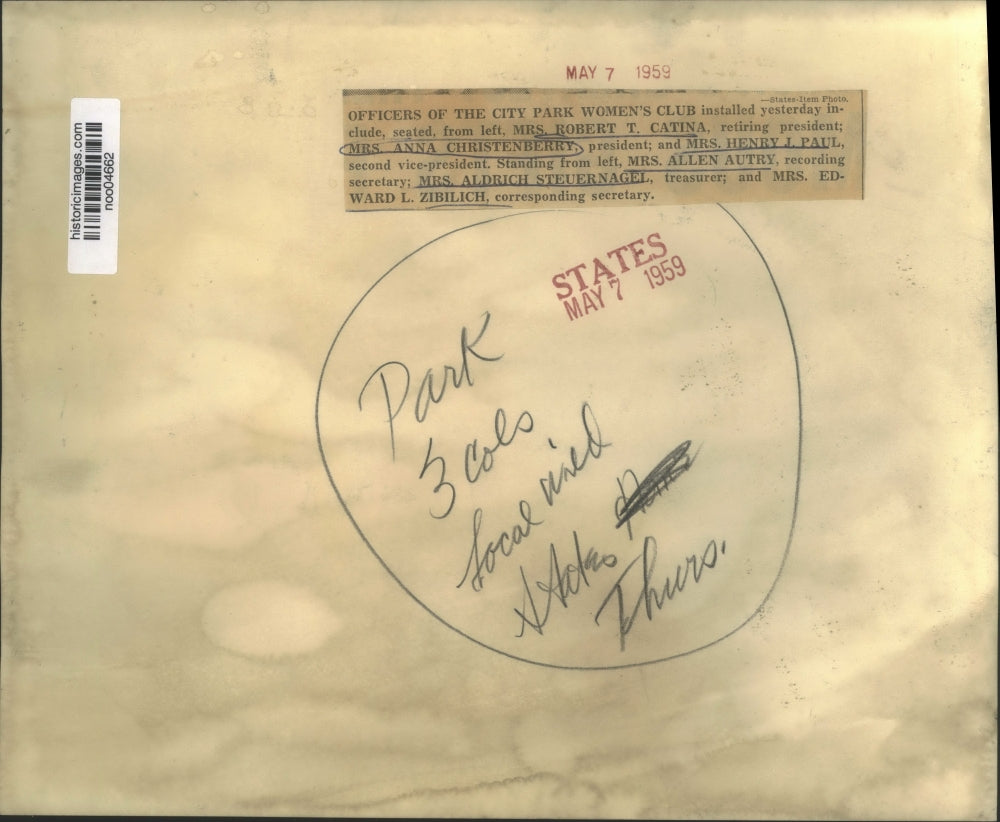 MAY 7 1959
—States-Item Photo.
OFFICERS OF THE CITY PARK WOMEN'S CLUB installed yesterday in-
clude, seated, from left, MRS. ROBERT T. CATINA, retiring president;
MRS. ANNA CHRISTENBERRY, president; and MRS. HENRY J. PAUL,
second vice-president. Standing from left, MRS. ALLEN AUTRY, recording
secretary; MRS. ALDRICH STEUERNAGEL, treasurer; and MRS. ED-
WARD L. ZIBILICH, corresponding secretary.
historicimages.com
noo04662
STATES
MAY 7 1959
Park
3 cols
local
States
Thurs.